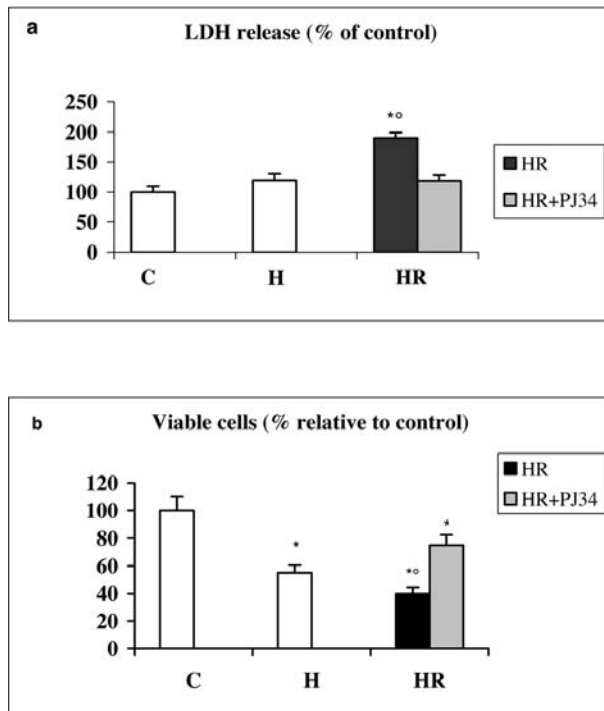 a
LDH release (% of control)
250
200
150
100
50
0
*°
C
H
HR
HR
HR+PJ34
b
Viable cells (% relative to control)
120
100
80
60
40
20
0
*
*°
*
C
H
HR
HR
HR+PJ34